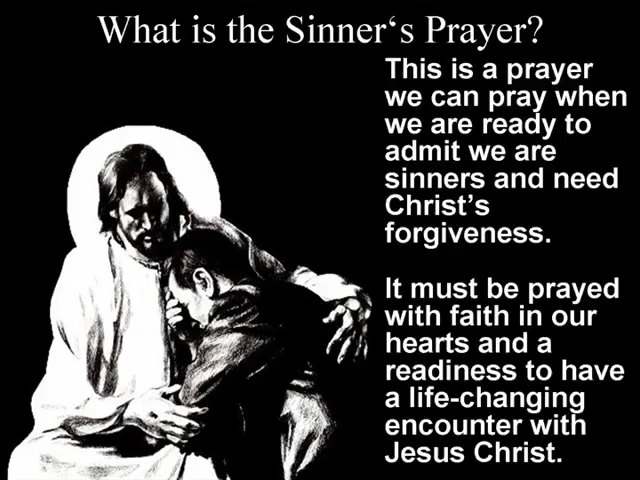 What is the Sinner‘s Prayer?
This is a prayer
we can pray when
we are ready to
admit we are
sinners and need
Christ’s
forgiveness.
It must be prayed
with faith in our
hearts and a
readiness to have
a life-changing
encounter with
Jesus Christ.